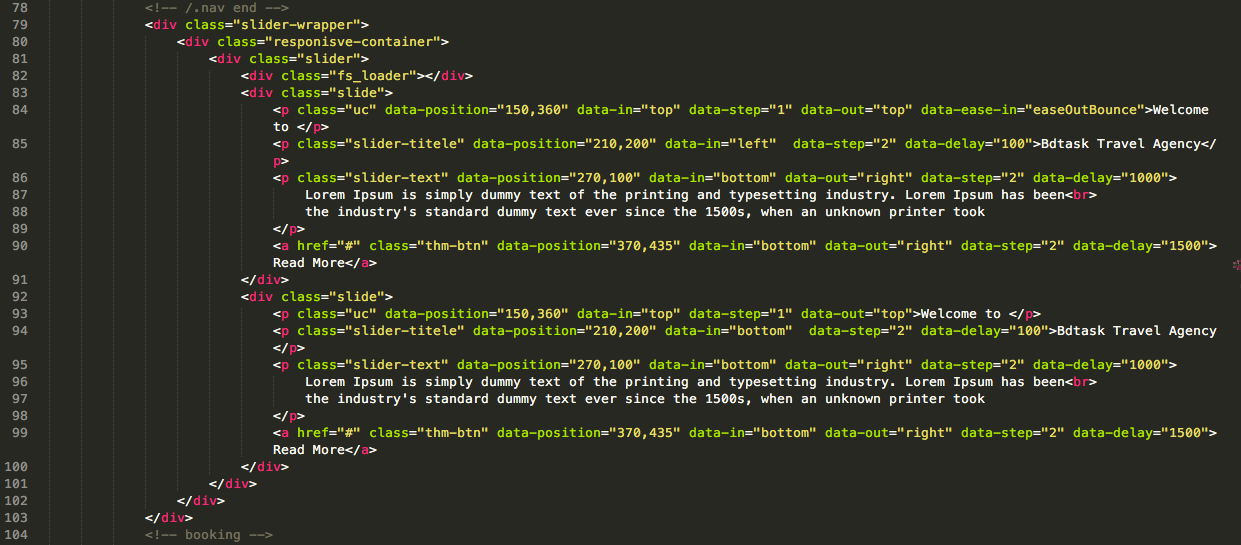 78 <!-- /.nav end -->
79 <div class="slider-wrapper">
80 <div class="responisve-container">
81 <div class="slider">
82 <div class="fs_loader"></div>
83 <div class="slide">
84 <p class="uc" data-position="150,360" data-in="top" data-step="1" data-out="top" data-ease-in="easeOutBounce">Welcome
to </p>
85 <p class="slider-titele" data-position="210,200" data-in="left"  data-step="2" data-delay="100">Bdtask Travel Agency</
p>
86 <p class="slider-text" data-position="270,100" data-in="bottom" data-out="right" data-step="2" data-delay="1000">
87 Lorem Ipsum is simply dummy text of the printing and typesetting industry. Lorem Ipsum has been<br>
88 the industry's standard dummy text ever since the 1500s, when an unknown printer took
89 </p>
90 <a href="#" class="thm-btn" data-position="370,435" data-in="bottom" data-out="right" data-step="2" data-delay="1500">
Read More</a>
91 </div>
92 <div class="slide">
93 <p class="uc" data-position="150,360" data-in="top" data-step="1" data-out="top">Welcome to </p>
94 <p class="slider-titele" data-position="210,200" data-in="bottom"  data-step="2" data-delay="100">Bdtask Travel Agency
</p>
95 <p class="slider-text" data-position="270,100" data-in="bottom" data-out="right" data-step="2" data-delay="1000">
96 Lorem Ipsum is simply dummy text of the printing and typesetting industry. Lorem Ipsum has been<br>
97 the industry's standard dummy text ever since the 1500s, when an unknown printer took
98 </p>
99 <a href="#" class="thm-btn" data-position="370,435" data-in="bottom" data-out="right" data-step="2" data-delay="1500">
Read More</a>
100 </div>
101 </div>
102 </div>
103 </div>
104 <!-- booking -->